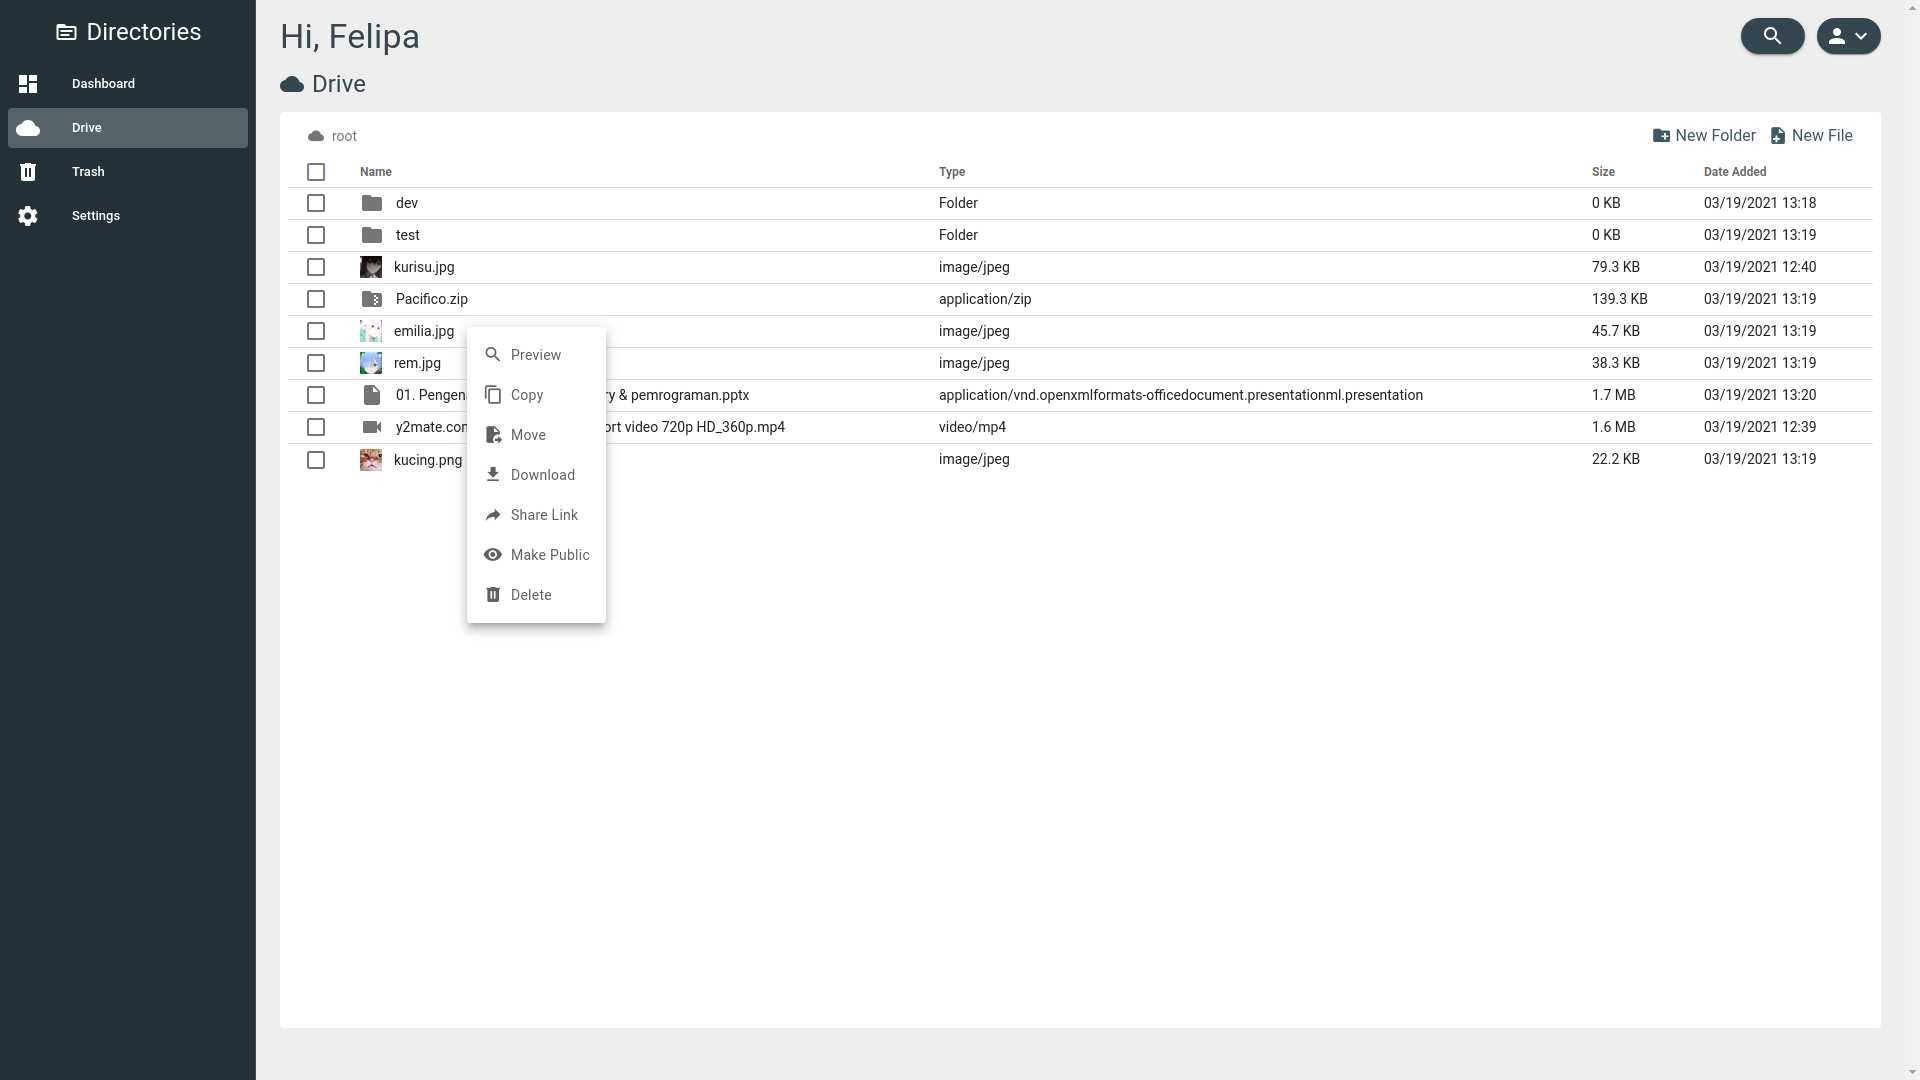 Directories
Dashboard
Drive
Trash
Settings
Hi, Felipa
Drive
root
New Folder New File
Name Type Size Date Added
dev Folder 0 KB 03/19/2021 13:18
test Folder 0 KB 03/19/2021 13:19
kurisu.jpg image/jpeg 79.3 KB 03/19/2021 12:40
Pacifico.zip application/zip 139.3 KB 03/19/2021 13:19
emilia.jpg image/jpeg 45.7 KB 03/19/2021 13:19
rem.jpg image/jpeg 38.3 KB 03/19/2021 13:19
01. & pemrograman.pptx application/vnd.openxmlformats-officedocument.presentationml.presentation 1.7 MB 03/19/2021 13:20
video 720p HD_360p.mp4 video/mp4 1.6 MB 03/19/2021 12:39
kucing.png image/jpeg 22.2 KB 03/19/2021 13:19
Preview
Copy
Move
Download
Share Link
Make Public
Delete